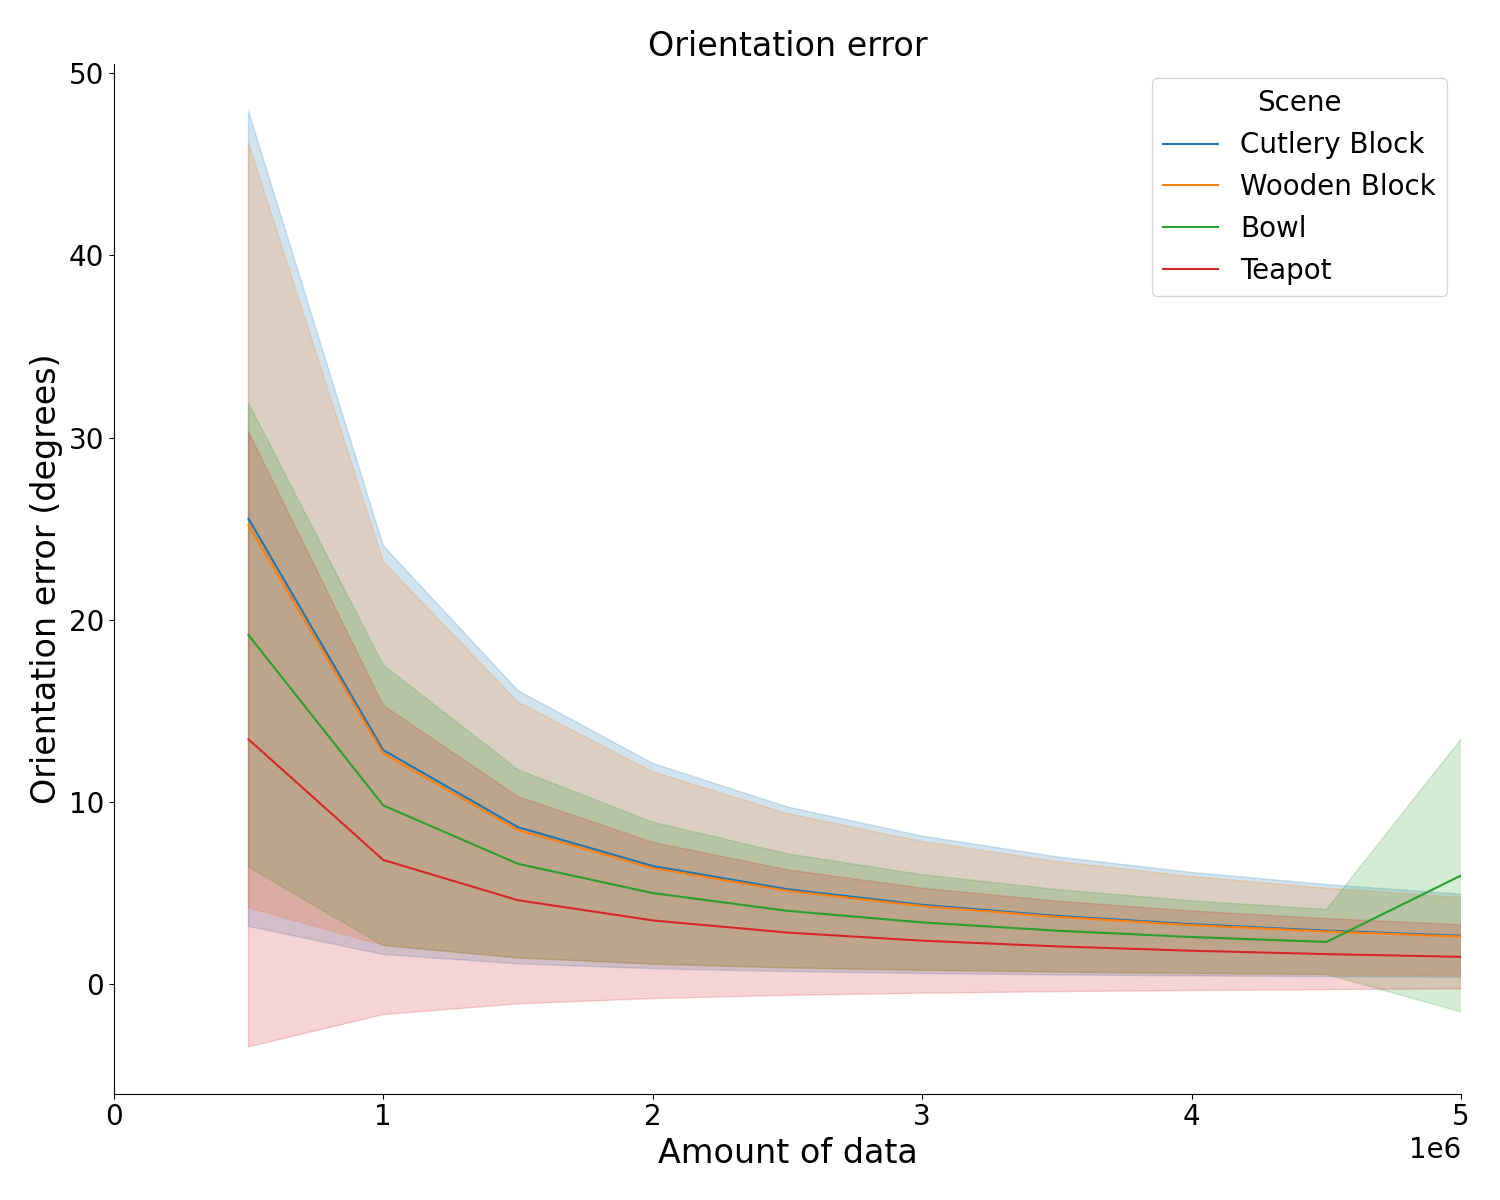 Orientation error
Scene
Cutlery Block
Wooden Block
Bowl
Teapot
Orientation error (degrees)
50
40
30
20
10
0
0 1 2 3 4 5
1e6
Amount of data